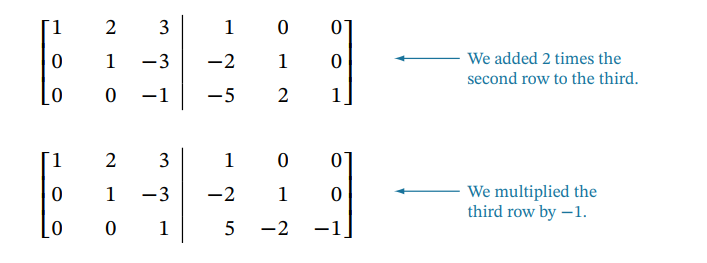 1 2 3 | 1 0 0
0 1 −3 | −2 1 0
0 0 −1 | −5 2 1
We added 2 times the
second row to the third.
1 2 3 | 1 0 0
0 1 −3 | −2 1 0
0 0 1 | 5 −2 −1
We multiplied the
third row by −1.